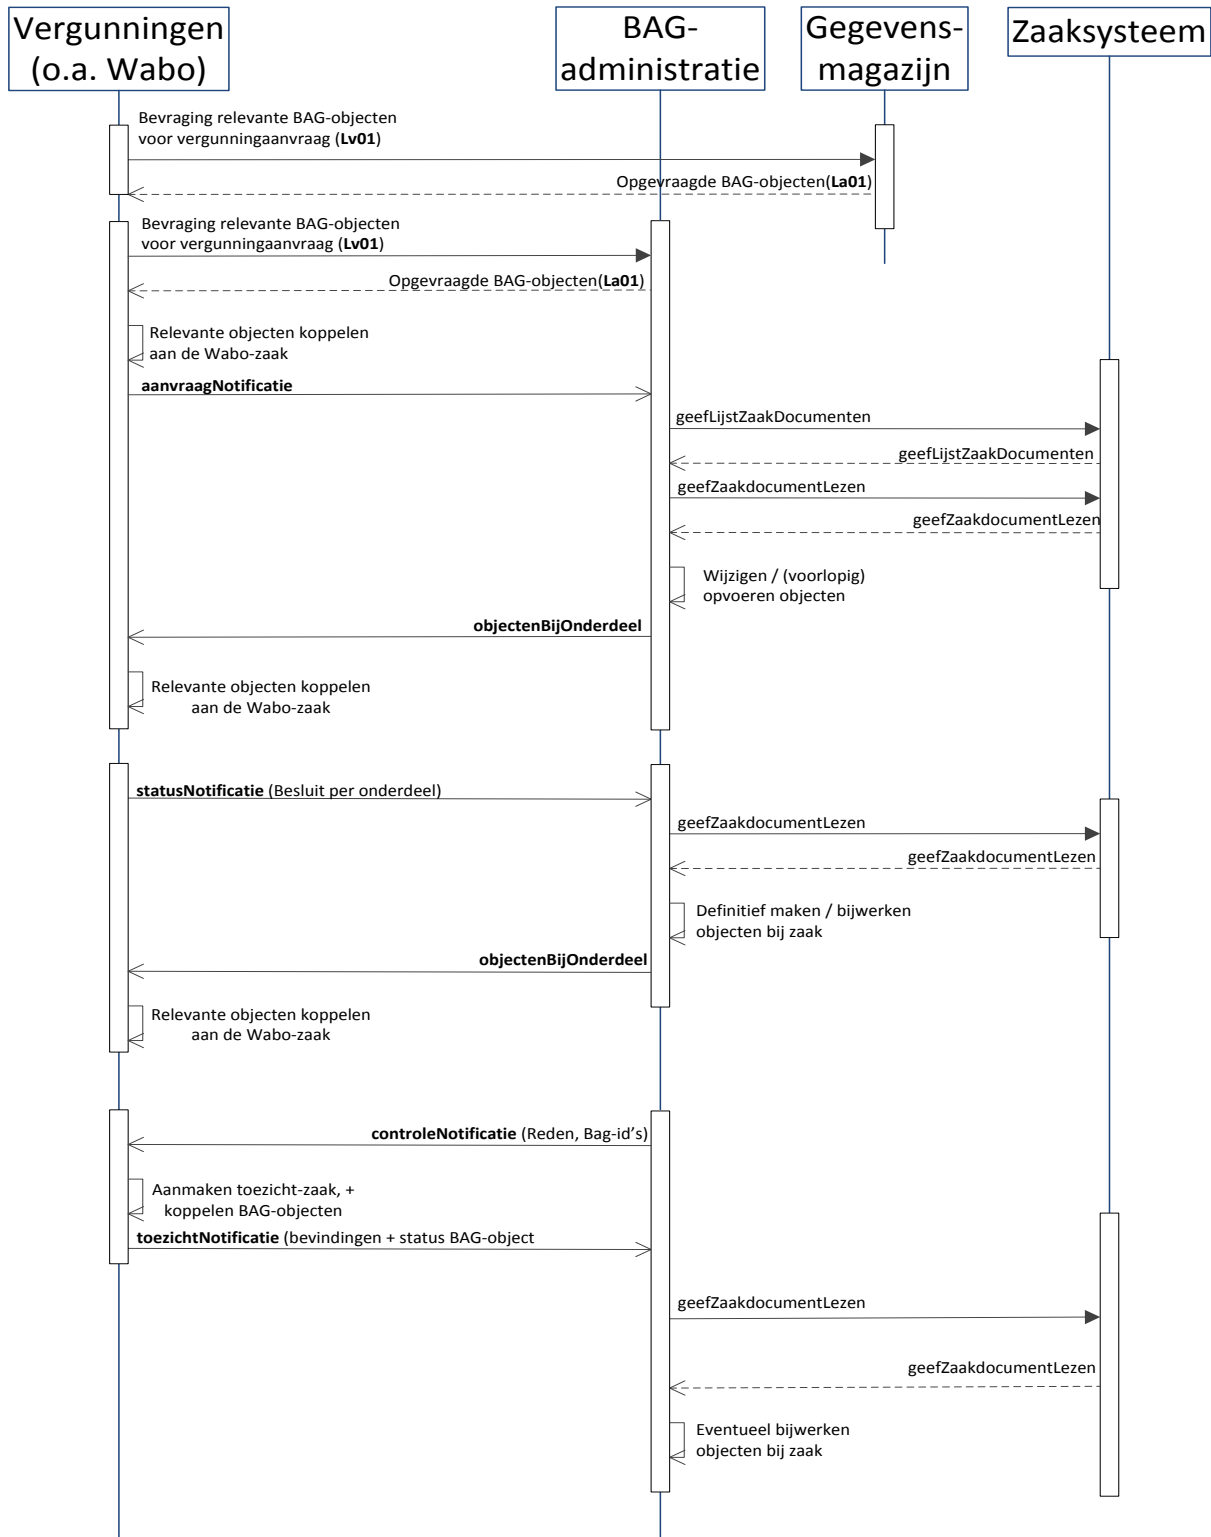 Vergunningen
(o.a. Wabo)
BAG-
administratie
Gegevens-
magazijn
Zaaksysteem
Bevraging relevante BAG-objecten
voor vergunningaanvraag (Lv01)
Opgevraagde BAG-objecten(La01)
Bevraging relevante BAG-objecten
voor vergunningaanvraag (Lv01)
Opgevraagde BAG-objecten(La01)
Relevante objecten koppelen
aan de Wabo-zaak
aanvraagNotificatie
geefLijstZaakDocumenten
geefLijstZaakDocumenten
geefZaakdocumentLezen
geefZaakdocumentLezen
Wijzigen / (voorlopig)
opvoeren objecten
objectenBijOnderdeel
Relevante objecten koppelen
aan de Wabo-zaak
statusNotificatie (Besluit per onderdeel)
geefZaakdocumentLezen
geefZaakdocumentLezen
Definitief maken / bijwerken
objecten bij zaak
objectenBijOnderdeel
Relevante objecten koppelen
aan de Wabo-zaak
controleNotificatie (Reden, Bag-id’s)
Aanmaken toezicht-zaak, +
koppelen BAG-objecten
toezichtNotificatie (bevindingen + status BAG-object
geefZaakdocumentLezen
geefZaakdocumentLezen
Eventueel bijwerken
objecten bij zaak